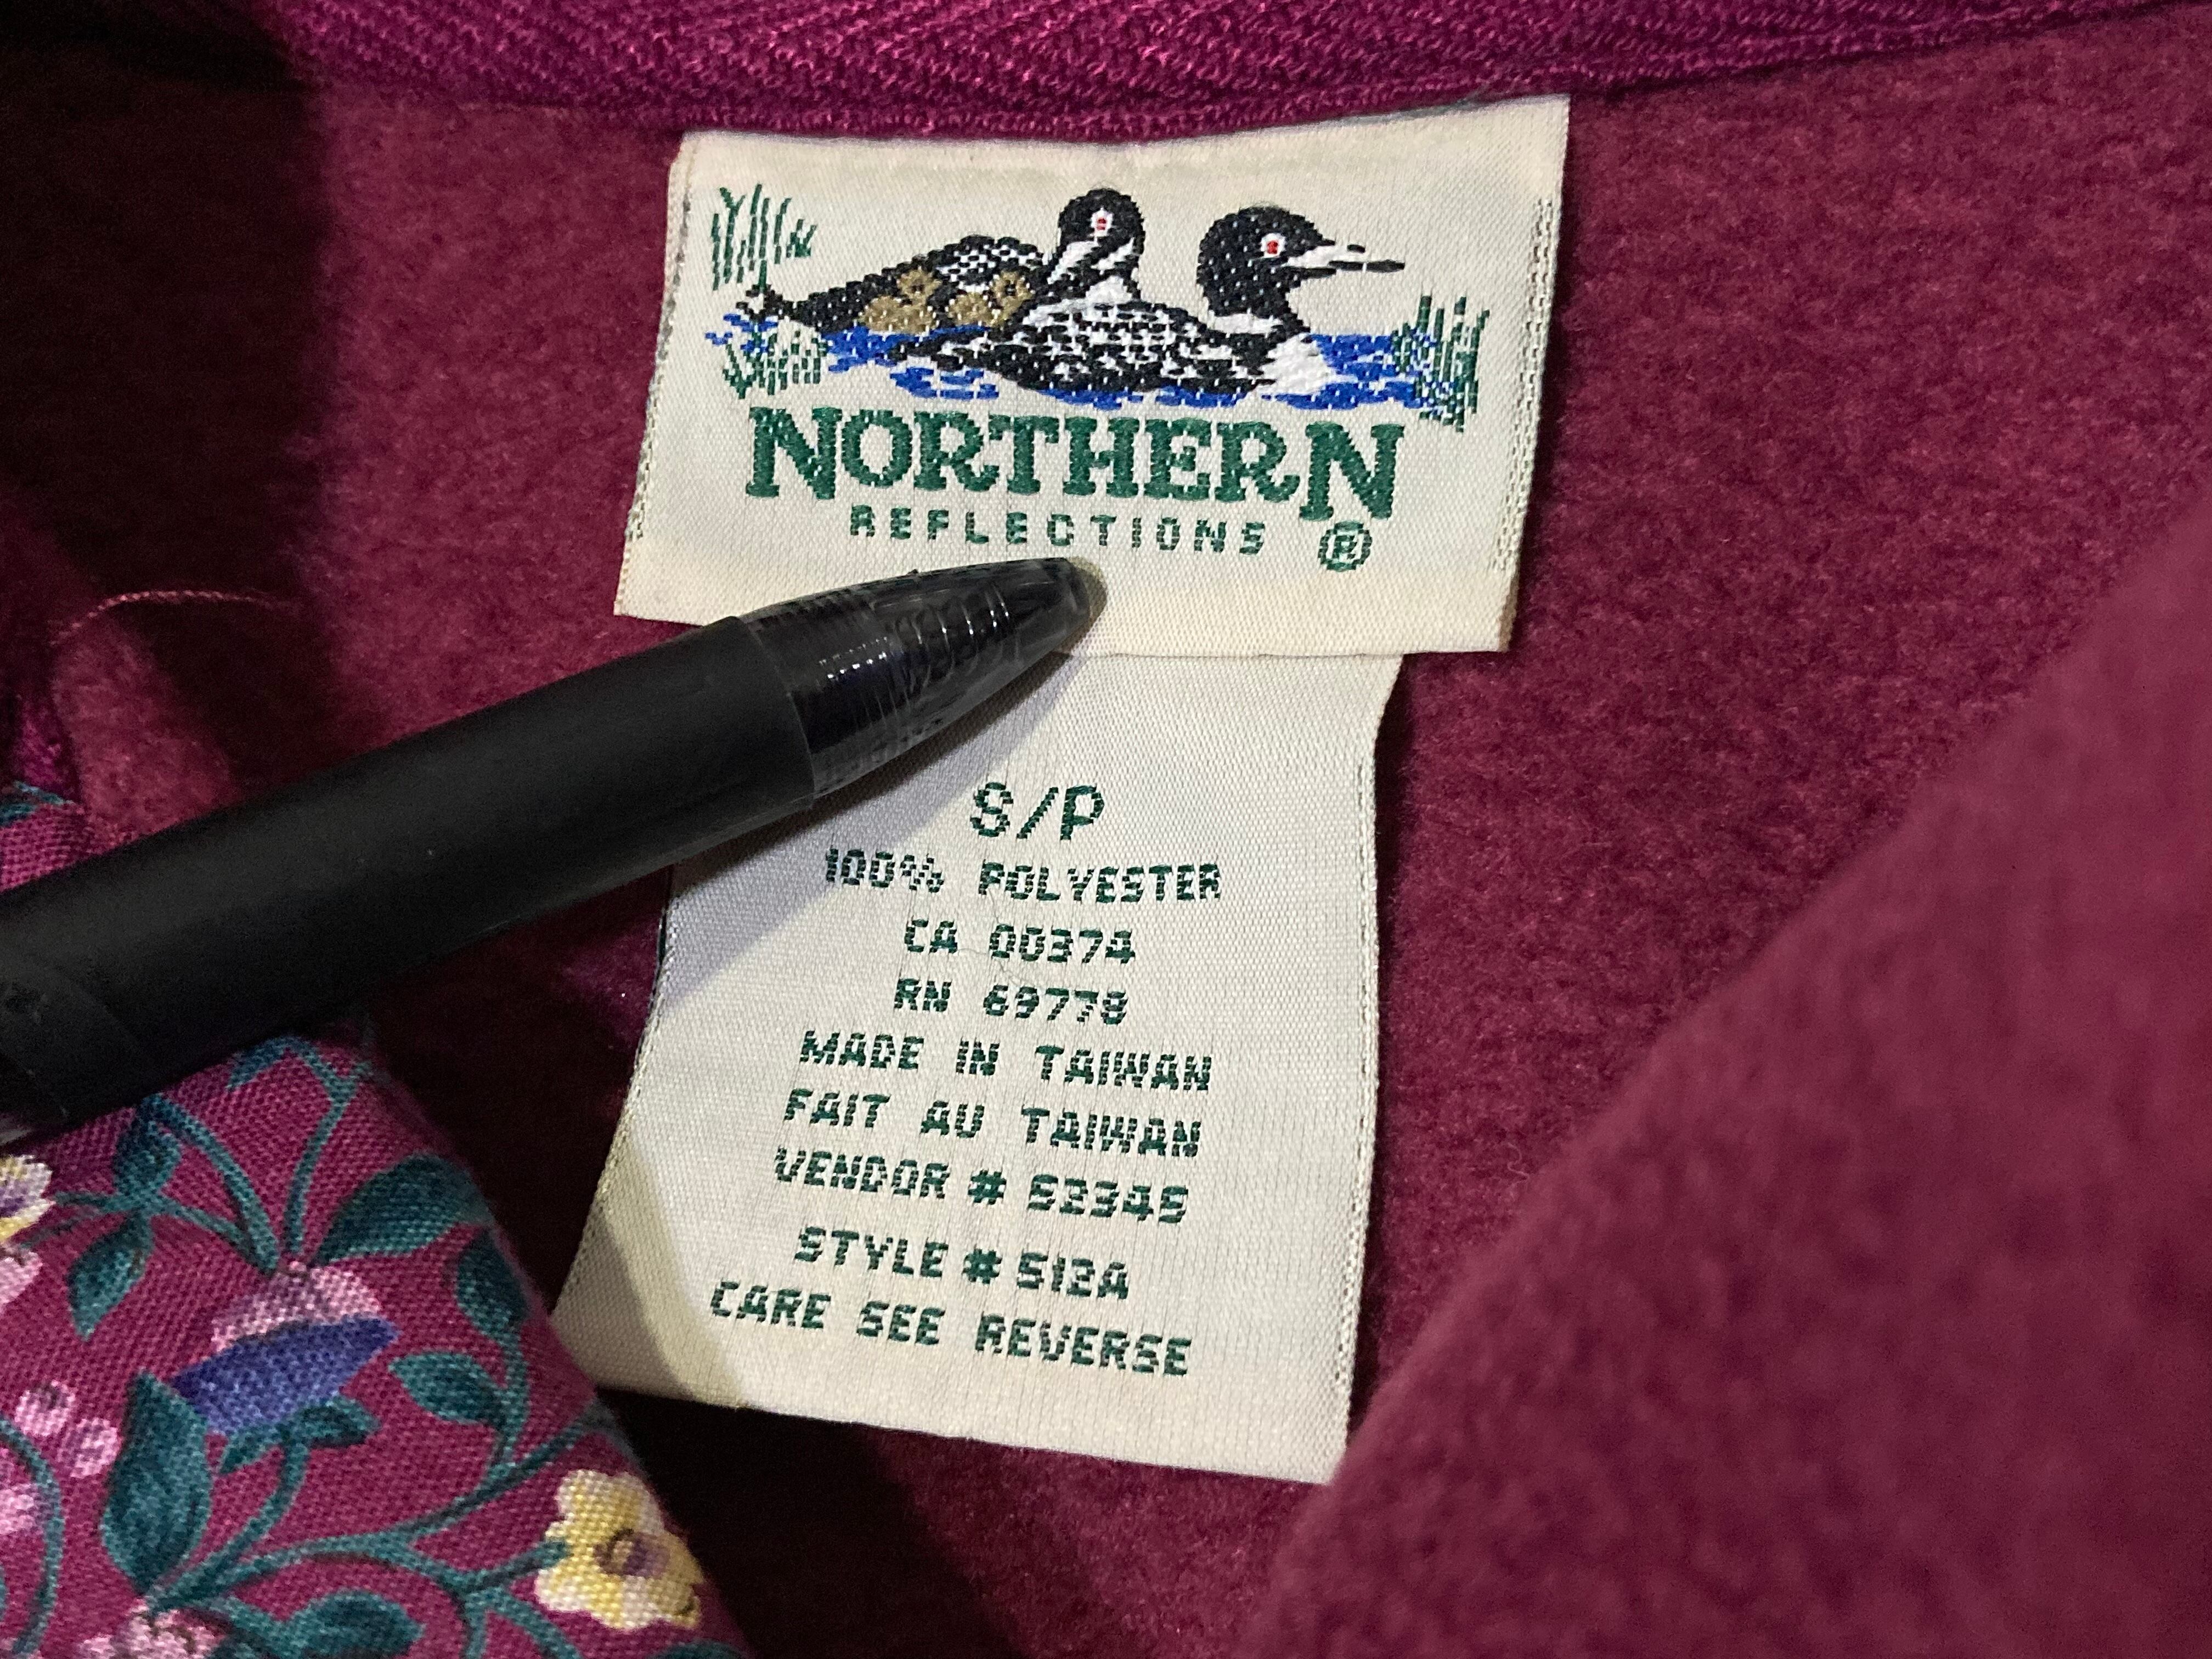 NORTHERN
REFLECTIONS ®
S/P
100% POLYESTER
CA 00374
RN 69778
MADE IN TAIWAN
FAIT AU TAIWAN
VENDOR # 52345
STYLE # 512A
CARE SEE REVERSE